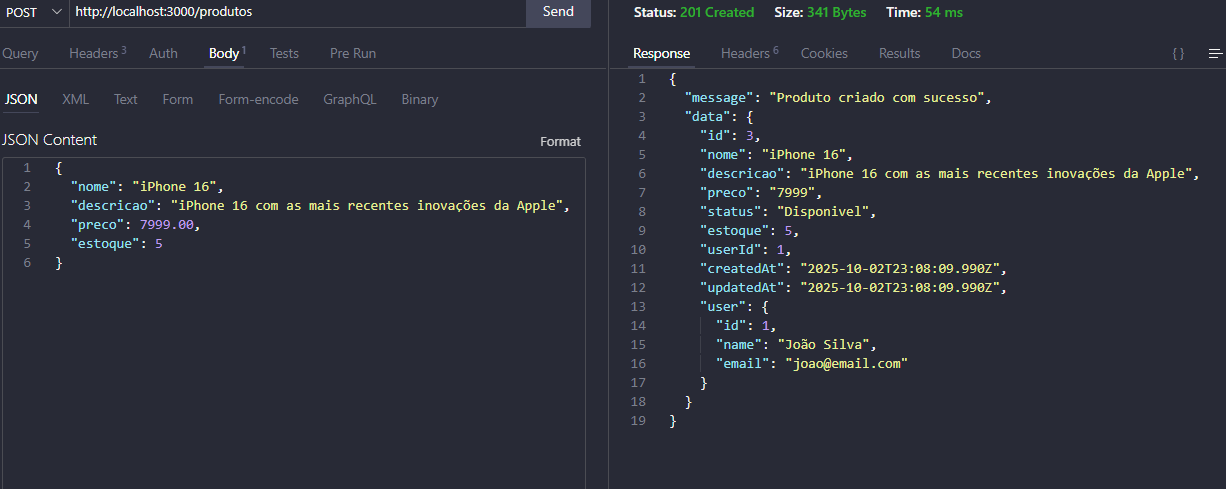 POST http://localhost:3000/produtos Send
Query Headers 3 Auth Body 1 Tests Pre Run
JSON XML Text Form Form-encode GraphQL Binary
JSON Content Format
1 {
2 "nome": "iPhone 16",
3 "descricao": "iPhone 16 com as mais recentes inovações da Apple",
4 "preco": 7999.00,
5 "estoque": 5
6 }
Status: 201 Created Size: 341 Bytes Time: 54 ms
Response Headers 6 Cookies Results Docs {}
1 {
2 "message": "Produto criado com sucesso",
3 "data": {
4 "id": 3,
5 "nome": "iPhone 16",
6 "descricao": "iPhone 16 com as mais recentes inovações da Apple",
7 "preco": "7999",
8 "status": "Disponivel",
9 "estoque": 5,
10 "userId": 1,
11 "createdAt": "2025-10-02T23:08:09.990Z",
12 "updatedAt": "2025-10-02T23:08:09.990Z",
13 "user": {
14 "id": 1,
15 "name": "João Silva",
16 "email": "joao@email.com"
17 }
18 }
19 }